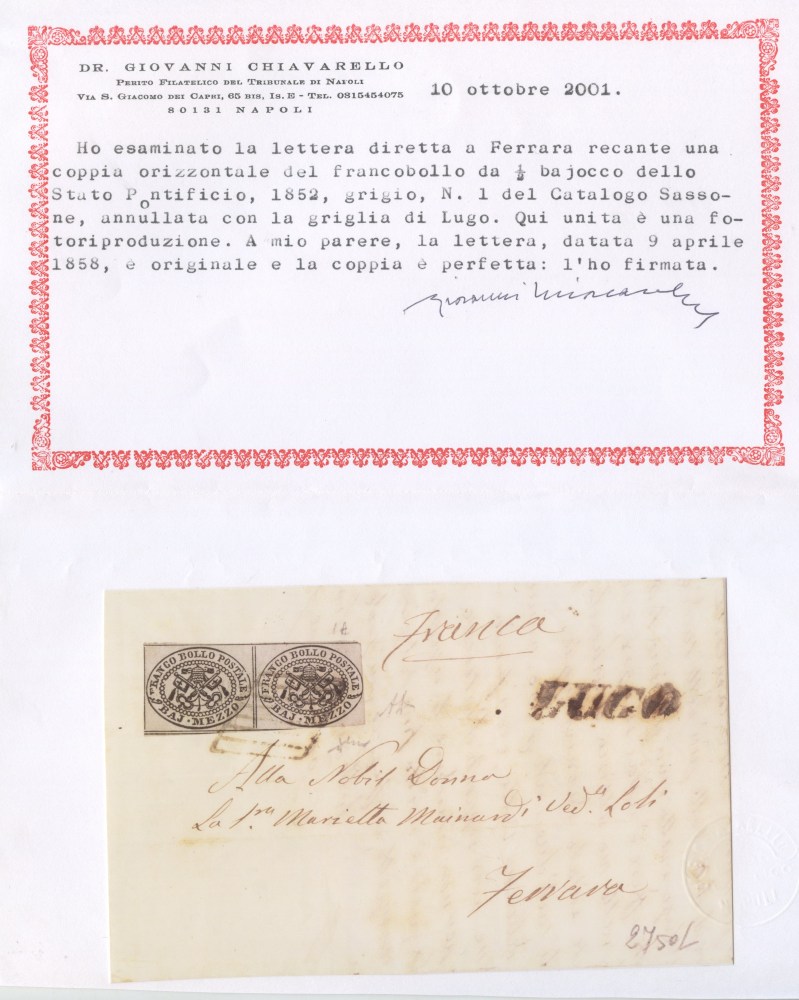 DR. GIOVANNI CHIAVARELLO
PERITO FILATELICO DEL TRIBUNALE DI NAPOLI
VIA S. GIACOMO DEI CAPRI, 65 BIS, IS. E - TEL. 0815454075
80131 NAPOLI
10 ottobre 2001.
Ho esaminato la lettera diretta a Ferrara recante una
coppia orizzontale del francobollo da ½ bajocco dello
Stato Pontificio, 1852, grigio, N. 1 del Catalogo Sasso-
ne, annullata con la griglia di Lugo. Qui unita è una fo-
toriproduzione. A mio parere, la lettera, datata 9 aprile
1858, è originale e la coppia è perfetta: l'ho firmata.
Franca
FRANCO BOLLO POSTALE
BAJ · MEZZO
FRANCO BOLLO POSTALE
BAJ · MEZZO
LUGO
Alla Nobil Donna
La Sra Marietta Mainardi Veda Loli
Ferrara